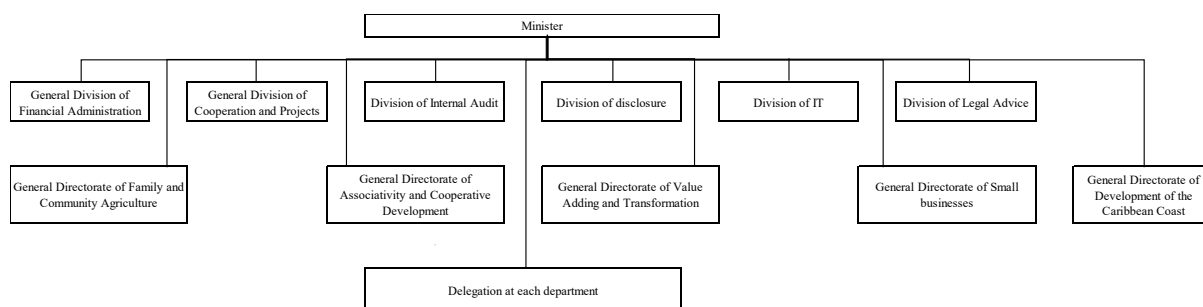 Minister
General Division of
Financial Administration
General Division of
Cooperation and Projects
Division of Internal Audit
Division of disclosure
Division of IT
Division of Legal Advice
General Directorate of Family and
Community Agriculture
General Directorate of
Associativity and Cooperative
Development
General Directorate of Value
Adding and Transformation
General Directorate of Small
businesses
General Directorate of
Development of the
Caribbean Coast
Delegation at each department